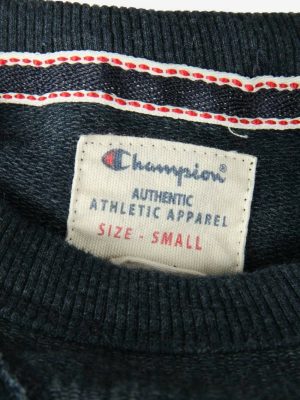 Champion
AUTHENTIC
ATHLETIC APPAREL
SIZE - SMALL